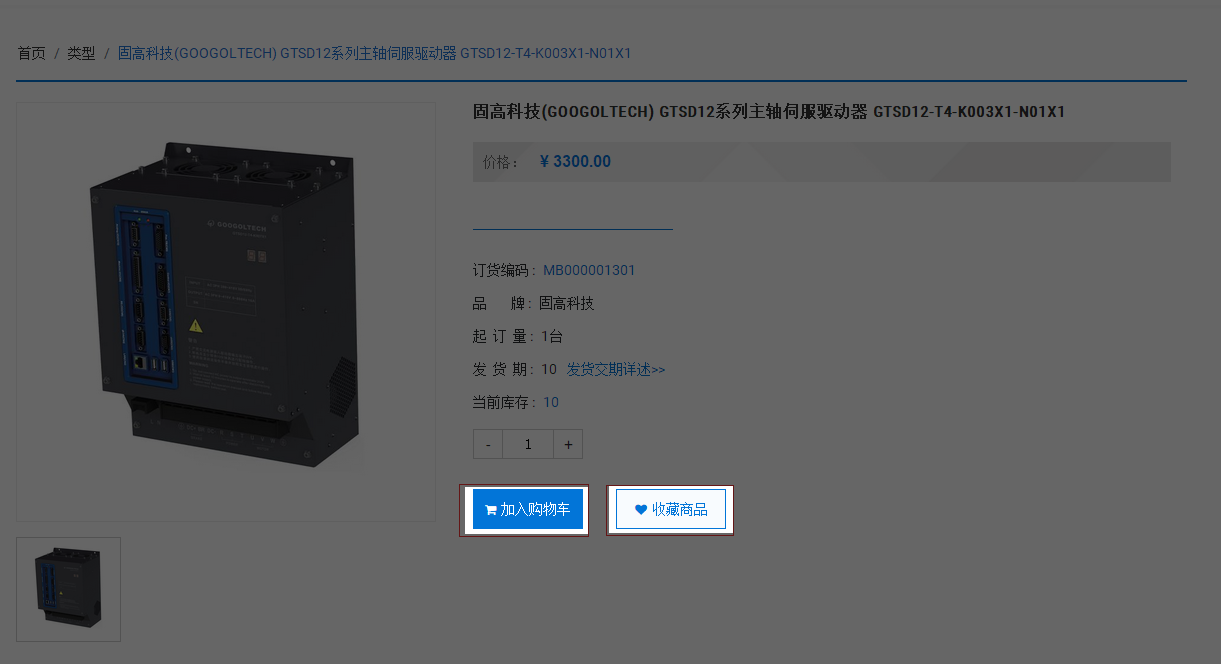 首页 / 类型 / 固高科技(GOOGOLTECH) GTSD12系列主轴伺服驱动器 GTSD12-T4-K003X1-N01X1
固高科技(GOOGOLTECH) GTSD12系列主轴伺服驱动器 GTSD12-T4-K003X1-N01X1
价格： ¥ 3300.00
GOOGOLTECH
订货编码： MB000001301
品 牌： 固高科技
起 订 量： 1台
发 货 期： 10 发货交期详述>>
当前库存： 10
- 1 +
加入购物车 收藏商品